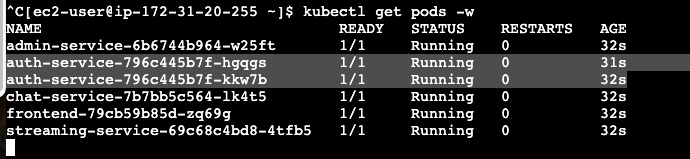 ^C[ec2-user@ip-172-31-20-255 ~]$ kubectl get pods -w
NAME READY STATUS RESTARTS AGE
admin-service-6b6744b964-w25ft 1/1 Running 0 32s
auth-service-796c445b7f-hgqgs 1/1 Running 0 31s
auth-service-796c445b7f-kkw7b 1/1 Running 0 32s
chat-service-7b7bb5c564-lk4t5 1/1 Running 0 32s
frontend-79cb59b85d-zq69g 1/1 Running 0 32s
streaming-service-69c68c4bd8-4tfb5 1/1 Running 0 32s